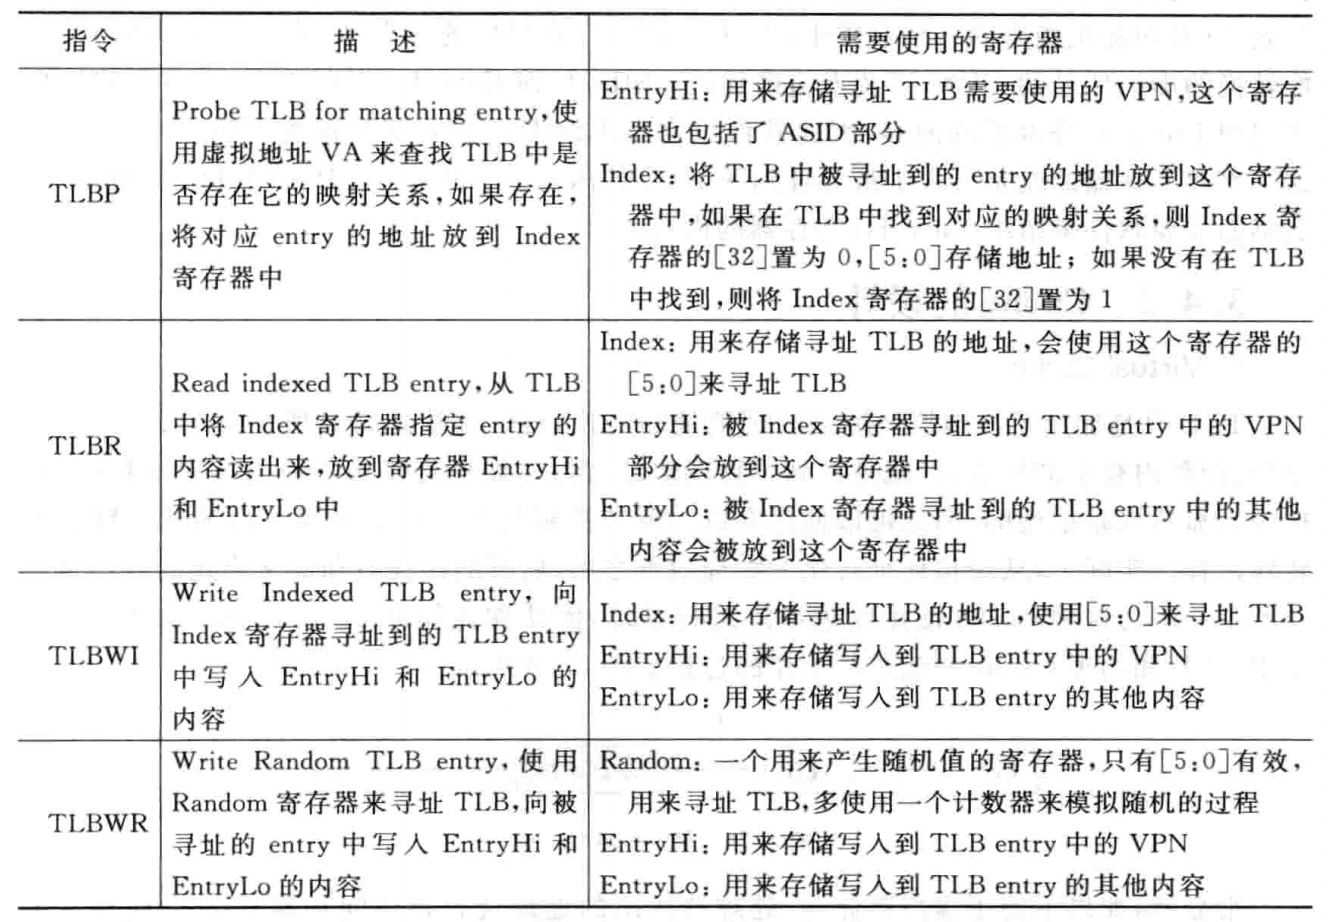 指令
描 述
需要使用的寄存器
TLBP
Probe TLB for matching entry,使
用虚拟地址 VA 来查找 TLB 中是
否存在它的映射关系,如果存在,
将对应 entry 的地址放到 Index
寄存器中
EntryHi: 用来存储寻址 TLB 需要使用的 VPN,这个寄存
器也包括了 ASID 部分
Index: 将 TLB 中被寻址到的 entry 的地址放到这个寄存
器中,如果在 TLB 中找到对应的映射关系,则 Index 寄
存器的[32]置为 0,[5:0]存储地址; 如果没有在 TLB
中找到,则将 Index 寄存器的[32]置为 1
TLBR
Read indexed TLB entry,从 TLB
中将 Index 寄存器指定 entry 的
内容读出来,放到寄存器 EntryHi
和 EntryLo 中
Index: 用来存储寻址 TLB 的地址,会使用这个寄存器的
[5:0]来寻址 TLB
EntryHi: 被 Index 寄存器寻址到的 TLB entry 中的 VPN
部分会放到这个寄存器中
EntryLo: 被 Index 寄存器寻址到的 TLB entry 中的其他
内容会被放到这个寄存器中
TLBWI
Write Indexed TLB entry, 向
Index 寄存器寻址到的 TLB entry
中写入 EntryHi 和 EntryLo 的
内容
Index: 用来存储寻址 TLB 的地址,使用[5:0]来寻址 TLB
EntryHi: 用来存储写入到 TLB entry 中的 VPN
EntryLo: 用来存储写入到 TLB entry 的其他内容
TLBWR
Write Random TLB entry, 使用
Random 寄存器来寻址 TLB,向被
寻址的 entry 中写入 EntryHi 和
EntryLo 的内容
Random: 一个用来产生随机值的寄存器,只有[5:0]有效,
用来寻址 TLB,多使用一个计数器来模拟随机的过程
EntryHi: 用来存储写入到 TLB entry 中的 VPN
EntryLo: 用来存储写入到 TLB entry 的其他内容